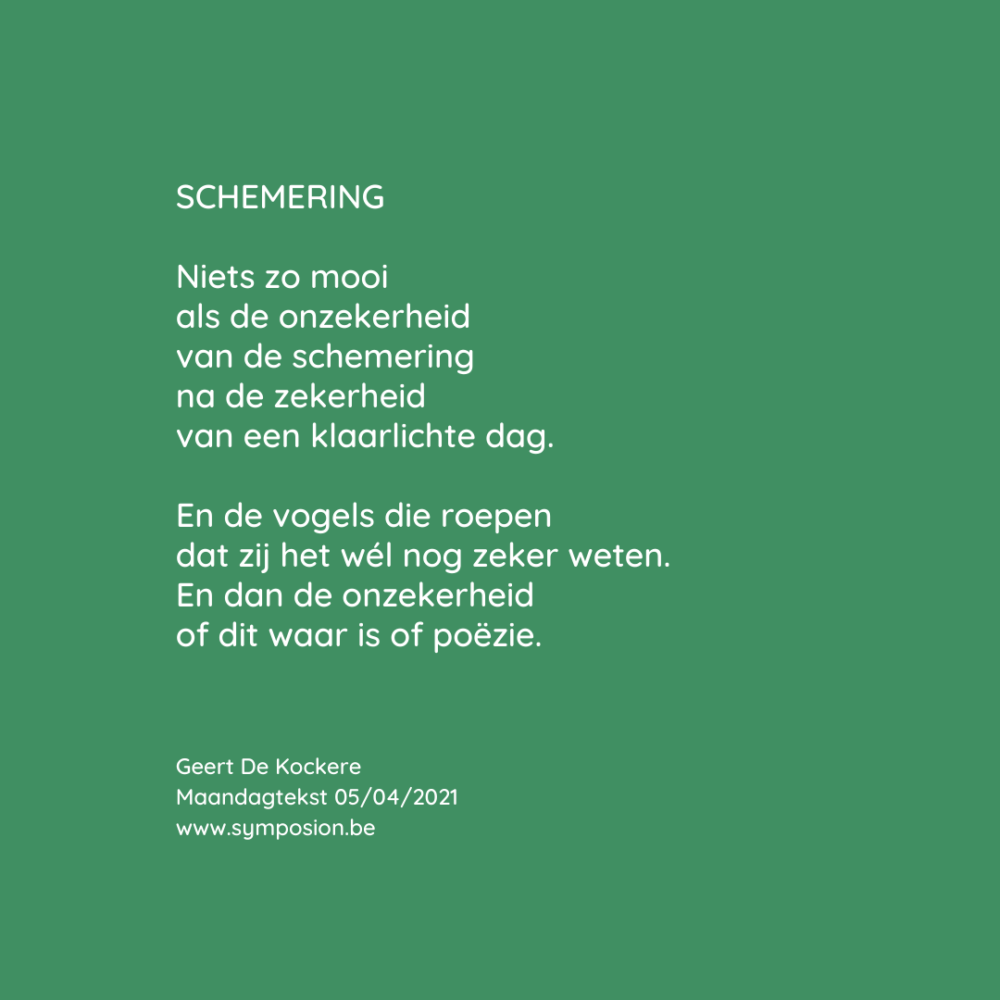 SCHEMERING
Niets zo mooi
als de onzekerheid
van de schemering
na de zekerheid
van een klaarlichte dag.
En de vogels die roepen
dat zij het wél nog zeker weten.
En dan de onzekerheid
of dit waar is of poëzie.
Geert De Kockere
Maandagtekst 05/04/2021
www.symposion.be